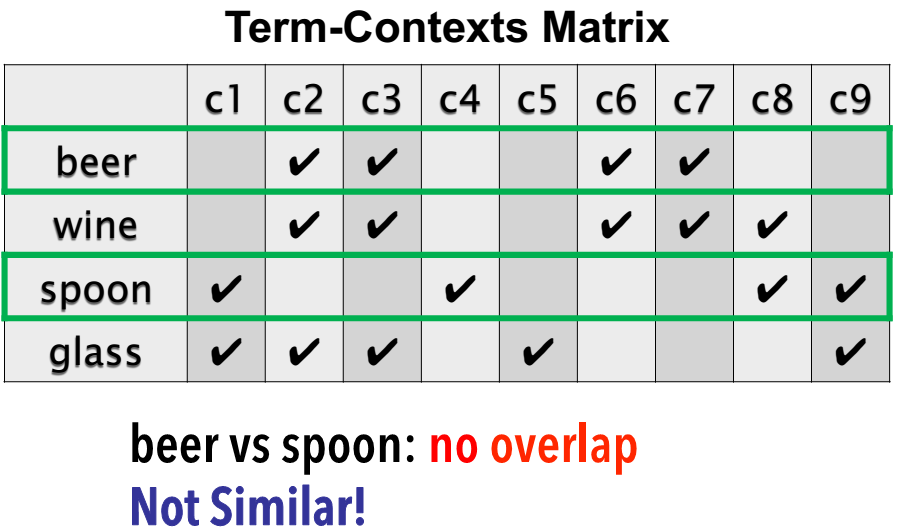 Term-Contexts Matrix
c1 c2 c3 c4 c5 c6 c7 c8 c9
beer ✔ ✔ ✔ ✔
wine ✔ ✔ ✔ ✔ ✔
spoon ✔ ✔ ✔ ✔
glass ✔ ✔ ✔ ✔ ✔
beer vs spoon: no overlap
Not Similar!